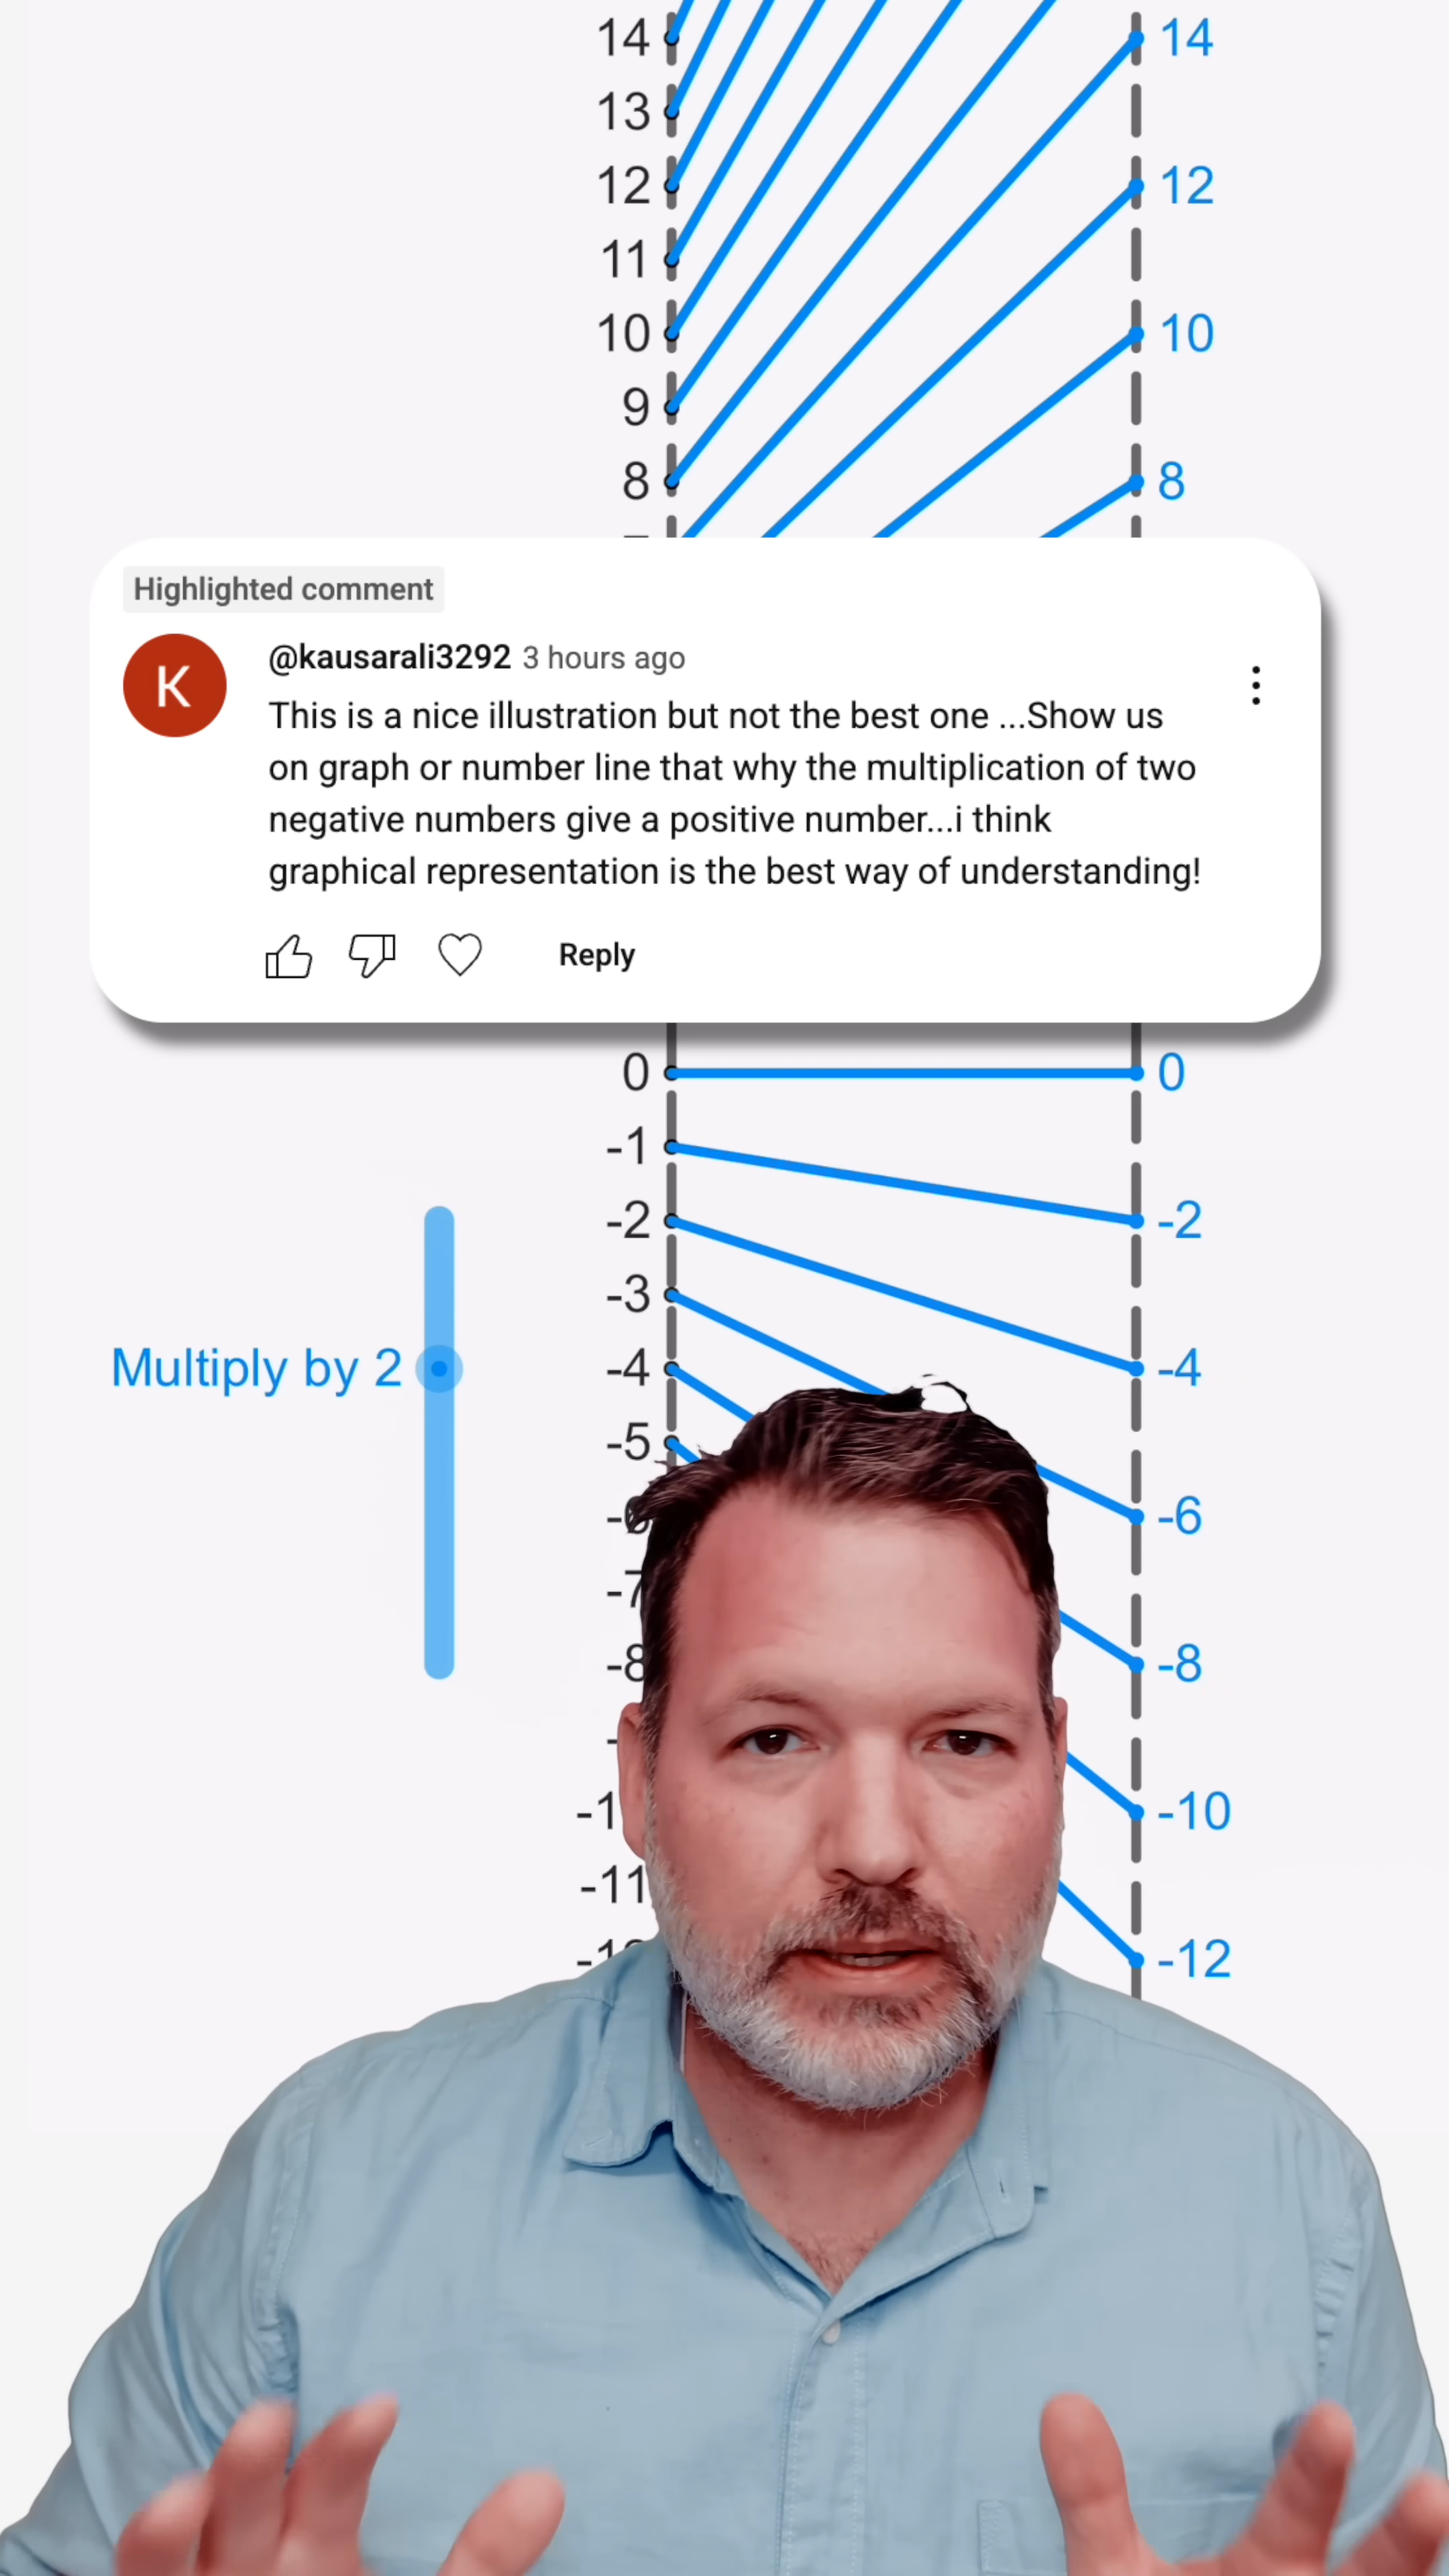 14 14
13
12 12
11
10 10
9
8 8
Highlighted comment
K
@kausarali3292 3 hours ago
This is a nice illustration but not the best one ...Show us
on graph or number line that why the multiplication of two
negative numbers give a positive number...i think
graphical representation is the best way of understanding!
Reply
0 0
-1
-2 -2
-3
Multiply by 2 -4 -4
-5
-6 -6
-7
-8 -8
-10
-11
-12